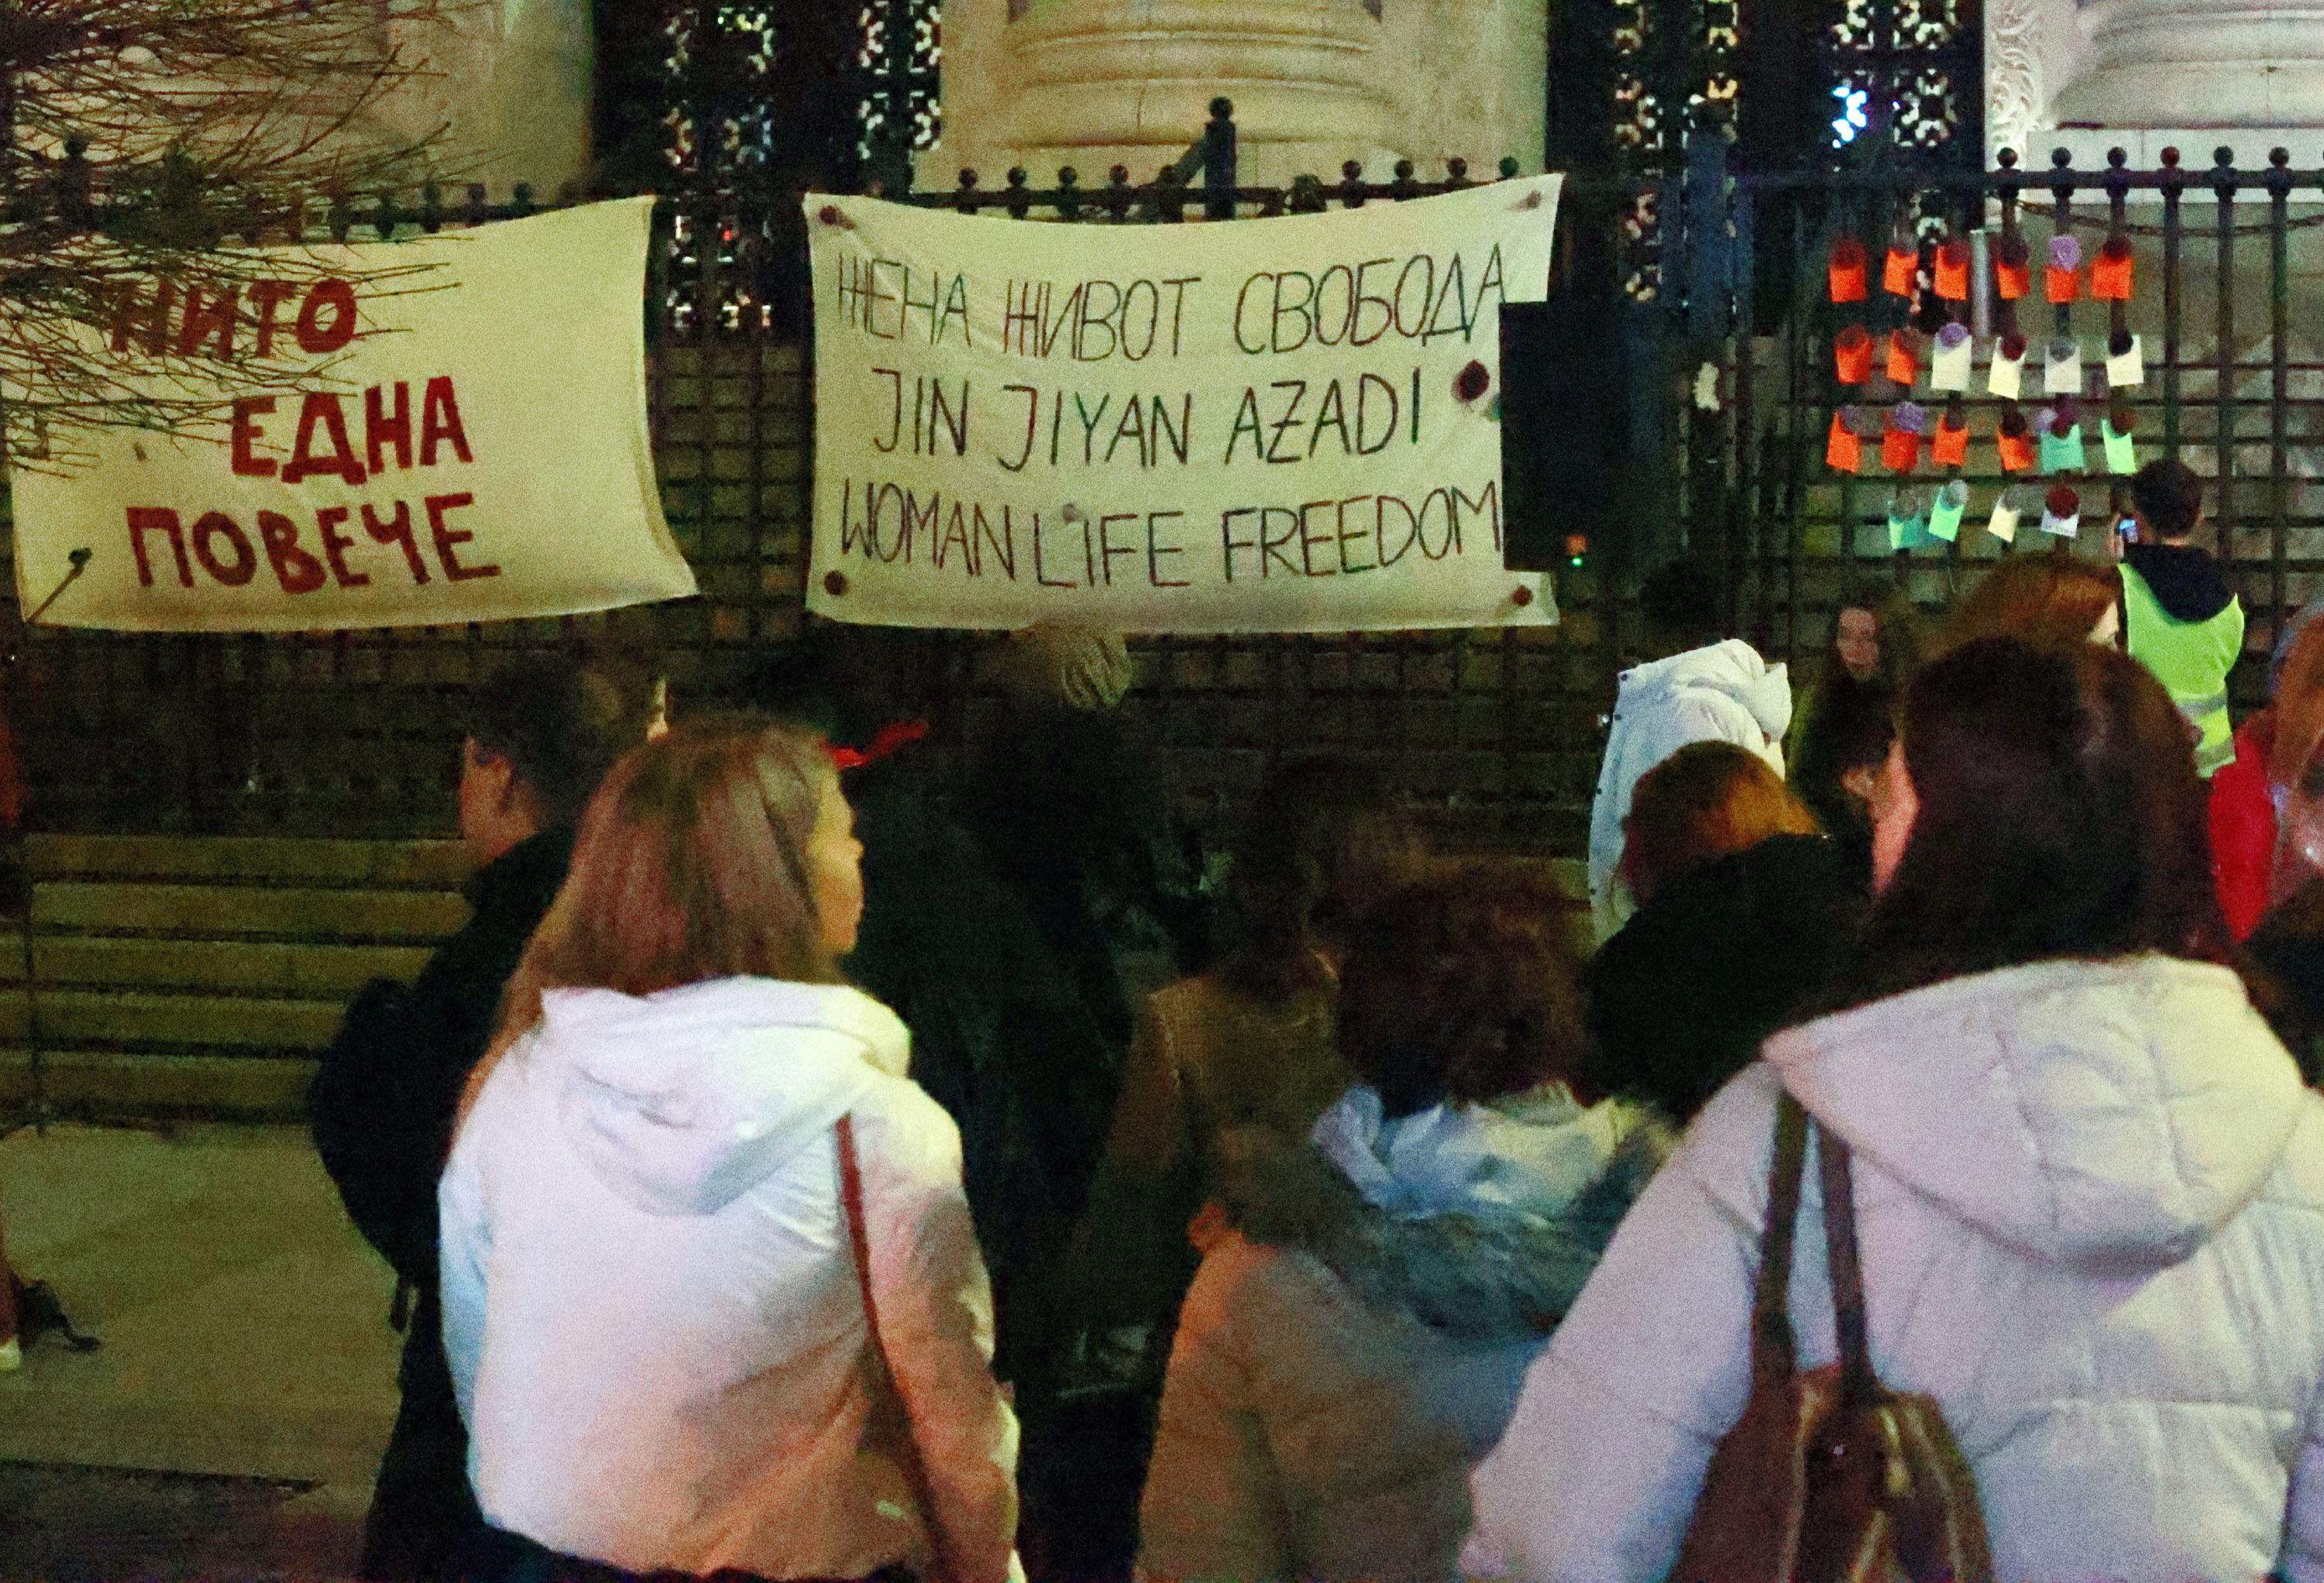 НИТО
ЕДНА
ПОВЕЧЕ
ЖЕНА ЖИВОТ СВОБОДА
JIN JIYAN AZADI
WOMAN LIFE FREEDOM